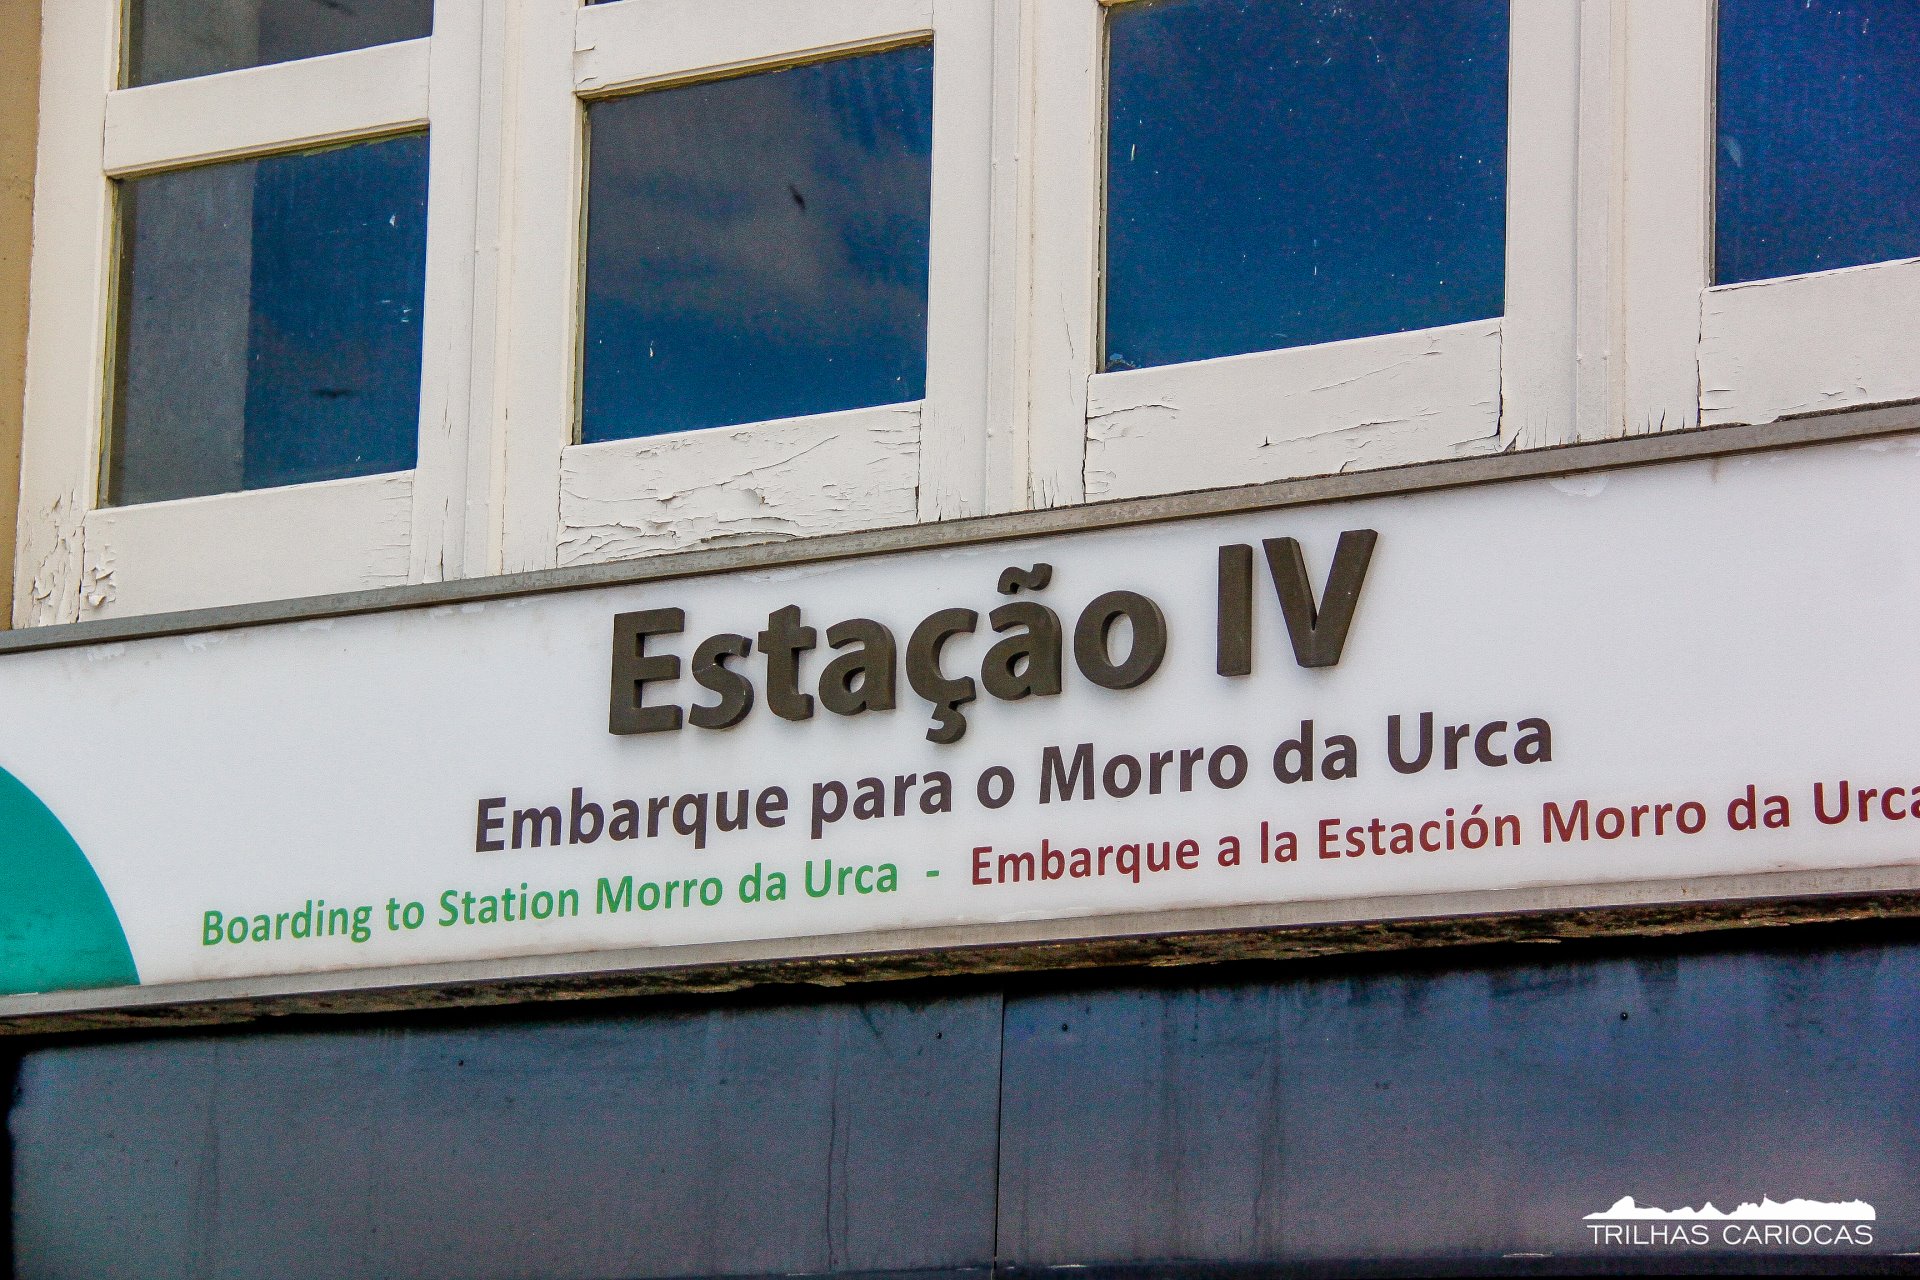 Estação IV
Embarque para o Morro da Urca
Boarding to Station Morro da Urca - Embarque a la Estación Morro da Urca
TRILHAS CARIOCAS